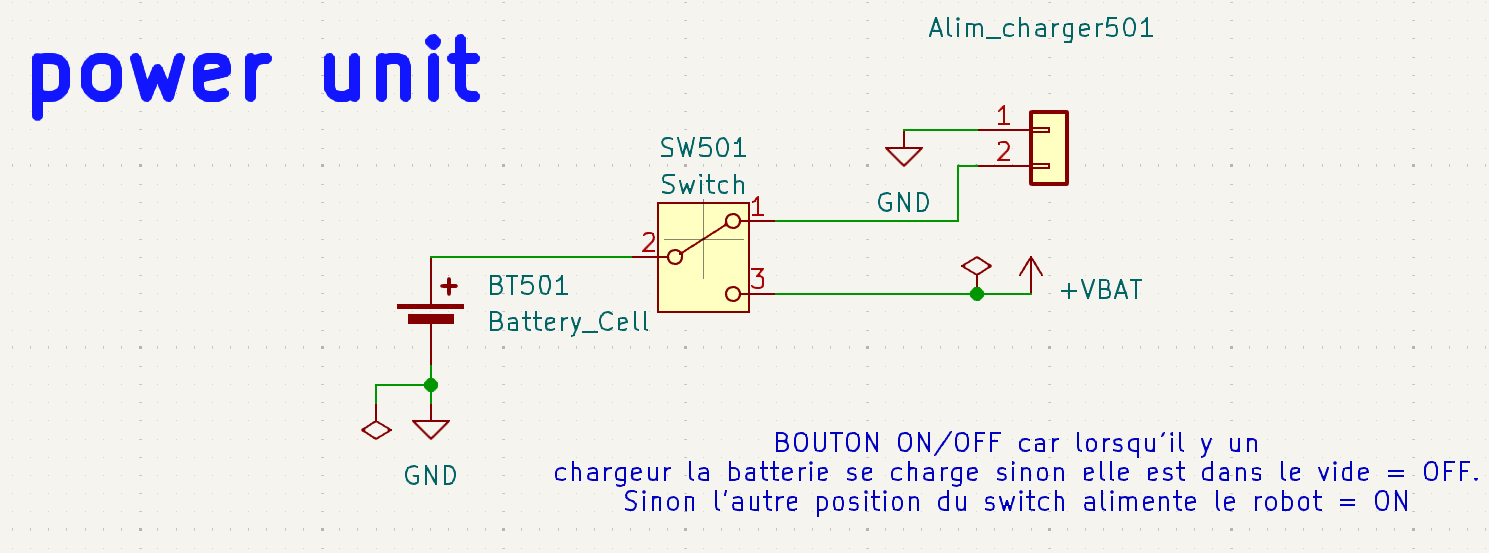 power unit
Alim_charger501
1
2
GND
SW501
Switch
1
2
3
+VBAT
+
BT501
Battery_Cell
GND
BOUTON ON/OFF car lorsqu'il y un
chargeur la batterie se charge sinon elle est dans le vide = OFF.
Sinon l'autre position du switch alimente le robot = ON